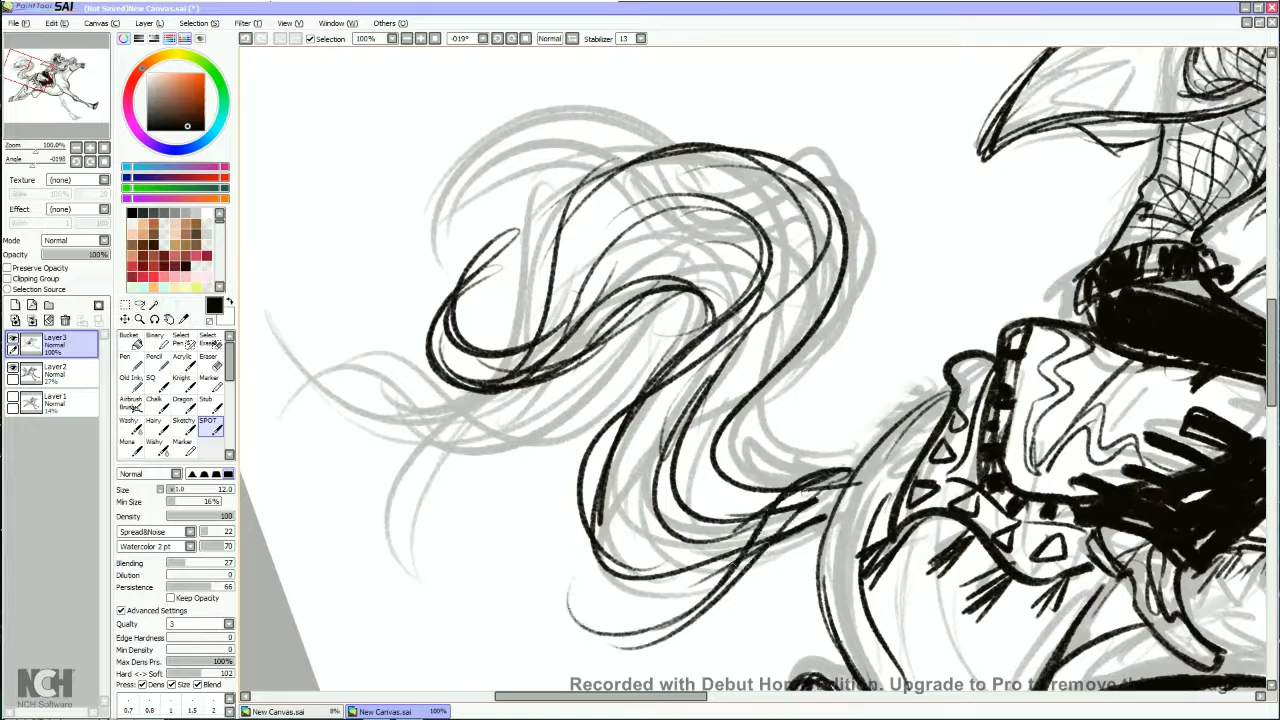 PaintTool SAI (Not Saved)New Canvas.sai (*)
File (F) Edit (E) Canvas (C) Layer (L) Selection (S) Filter (T) View (V) Window (W) Others (O)
Selection 100% -019° Normal Stabilizer 13
Zoom 100.0%
Angle -019B
Texture (none)
Effect (none)
Mode Normal
Opacity 100%
Preserve Opacity
Clipping Group
Selection Source
Layer3
Normal
100%
Layer2
Normal
27%
Layer1
Normal
14%
Bucket Binary Select Pen Select Eraser
Pen Pencil Acrylic Eraser
Old Ink SQ Knight Marker
Airbrush Brush Chalk Dragon Stub
Washy Hairy Sketchy SPOT
Mona Wishy Marker
Normal
Size x1.0 12.0
Min Size 16%
Density 100
Spread&Noise 22
Watercolor 2 pt 70
Blending 27
Dilution 0
Persistence 66
Keep Opacity
Advanced Settings
Quality 3
Edge Hardness 0
Min Density 0
Max Dens Prs. 100%
Hard <-> Soft 102
Press: Dens Size Blend
0.7 0.8 1 1.5
NCH
NCH Software
Recorded with Debut Home Edition. Upgrade to Pro to remove
New Canvas.sai 8% New Canvas.sai 100%